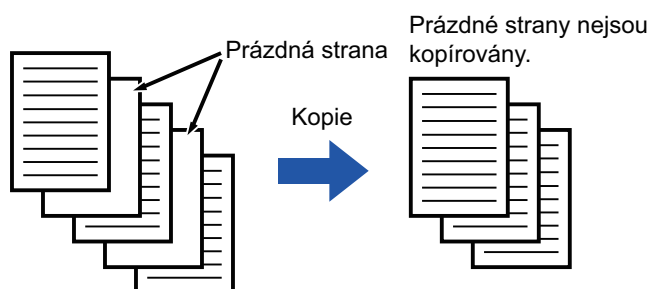 Prázdná strana
Kopie
Prázdné strany nejsou
kopírovány.